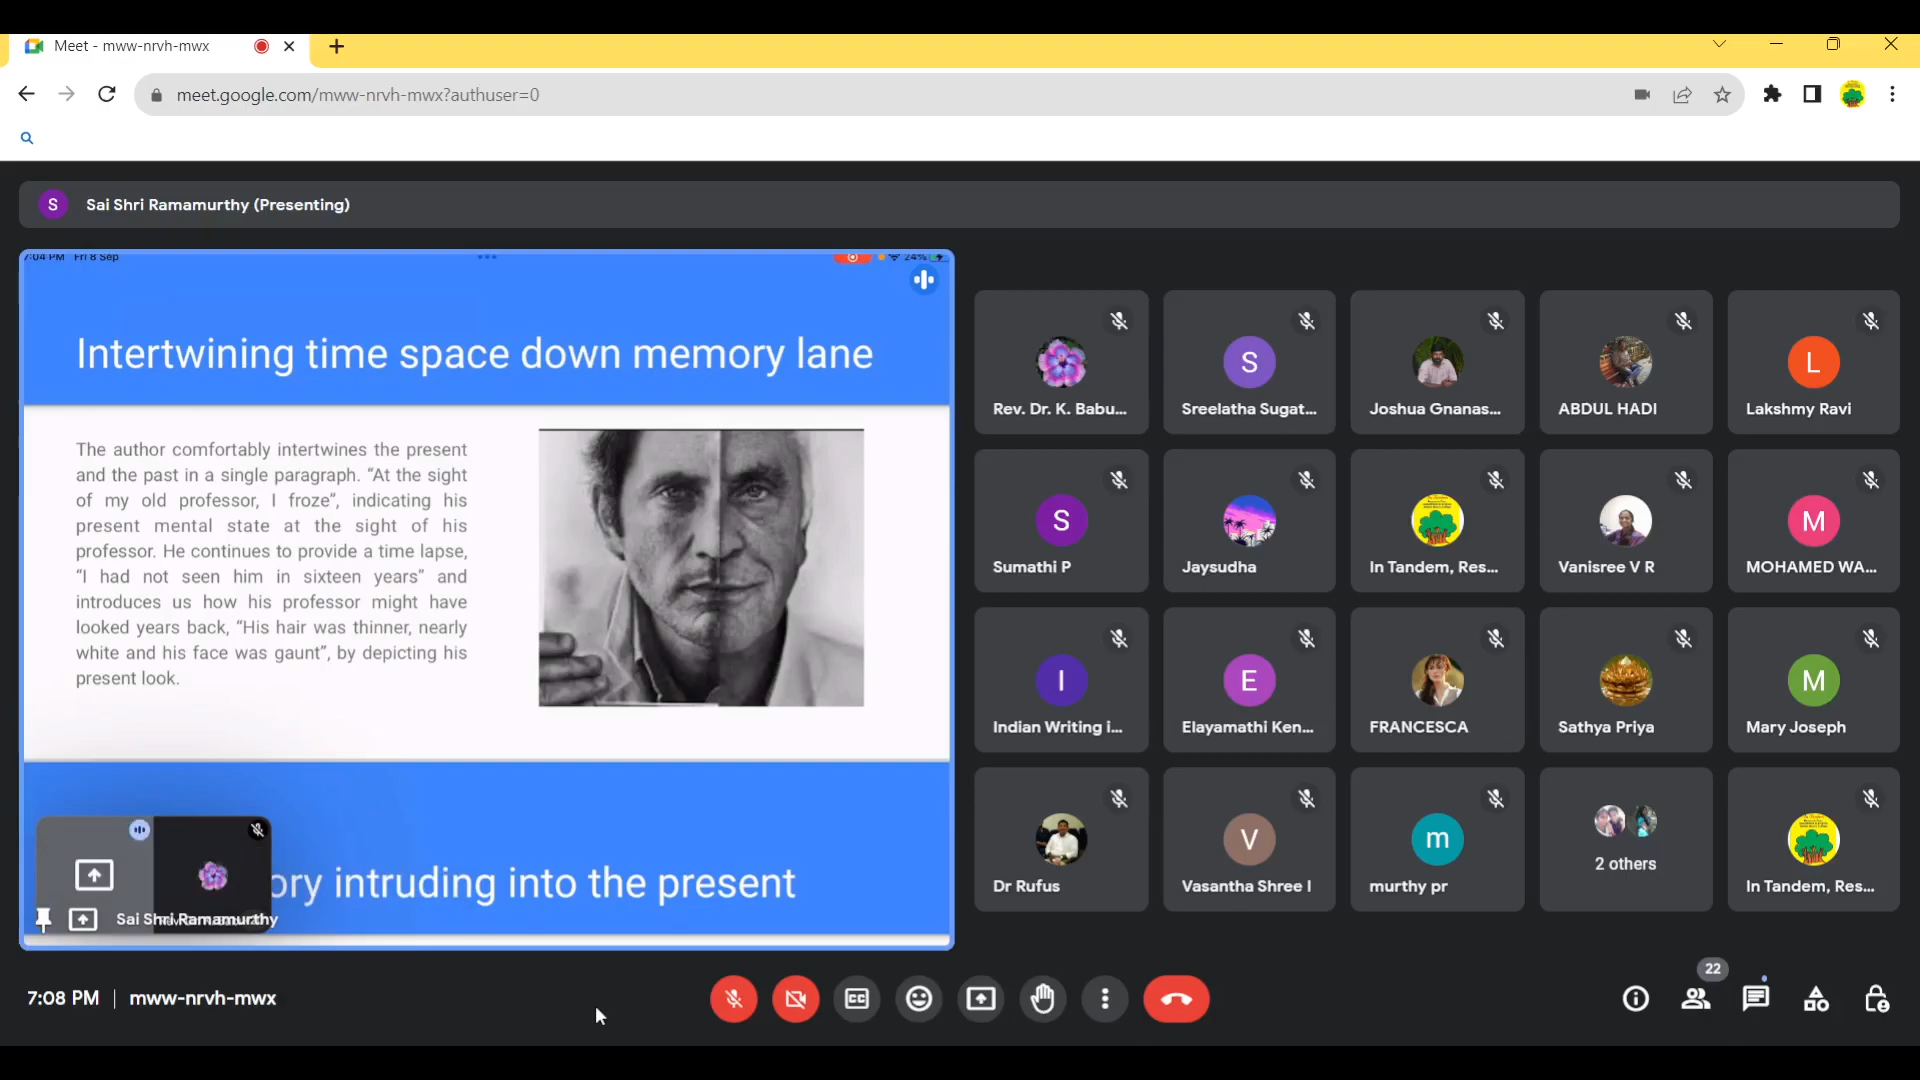 Meet - mww-nrvh-mwx
meet.google.com/mww-nrvh-mwx?authuser=0
S
Sai Shri Ramamurthy (Presenting)
7:04 PM Fri 8 Sep
24%
Intertwining time space down memory lane
The author comfortably intertwines the present
and the past in a single paragraph. “At the sight
of my old professor, I froze”, indicating his
present mental state at the sight of his
professor. He continues to provide a time lapse,
“I had not seen him in sixteen years” and
introduces us how his professor might have
looked years back, “His hair was thinner, nearly
white and his face was gaunt”, by depicting his
present look.
ory intruding into the present
Sai Shri Ramamurthy
Rev. Dr. K. Babu...
S
Sreelatha Sugat...
Joshua Gnanas...
ABDUL HADI
L
Lakshmy Ravi
S
Sumathi P
Jaysudha
In Tandem, Res...
Vanisree V R
M
MOHAMED WA...
I
Indian Writing i...
E
Elayamathi Ken...
FRANCESCA
Sathya Priya
M
Mary Joseph
Dr Rufus
V
Vasantha Shree I
m
murthy pr
2 others
In Tandem, Res...
7:08 PM | mww-nrvh-mwx
22